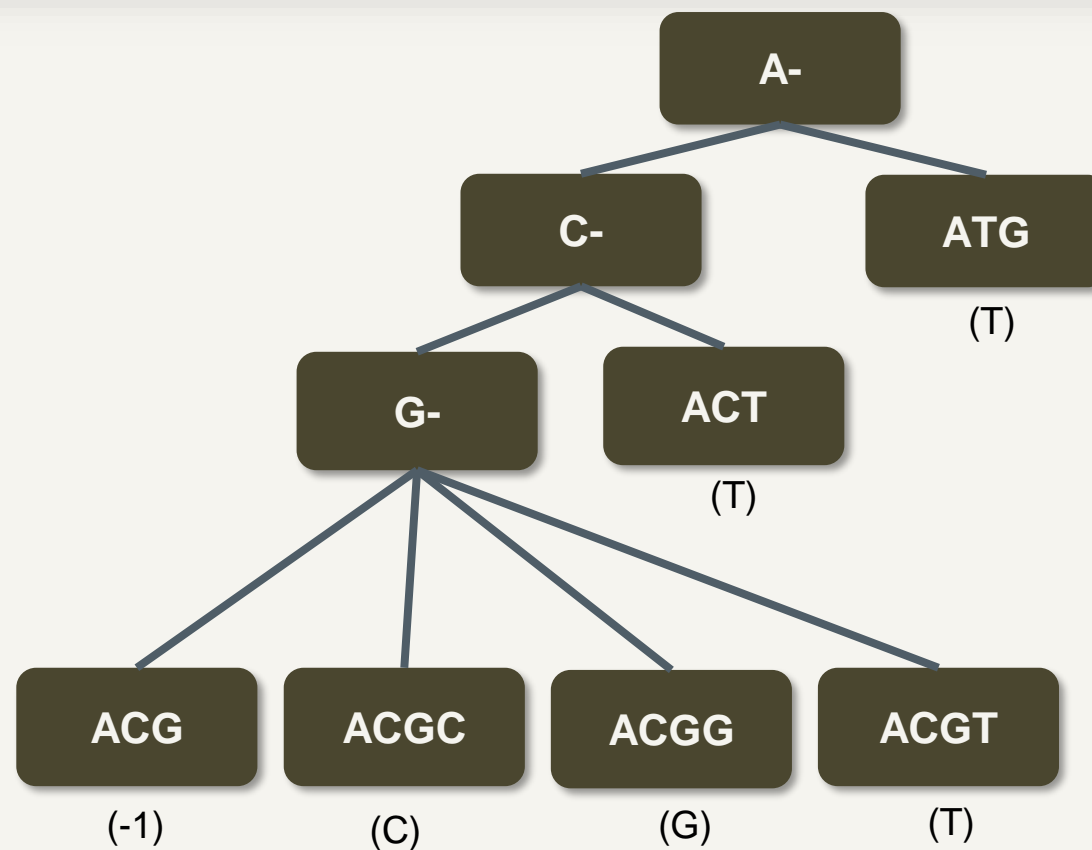 A-
C-
ATG
(T)
G-
ACT
(T)
ACG
ACGC
ACGG
ACGT
(-1)
(C)
(G)
(T)